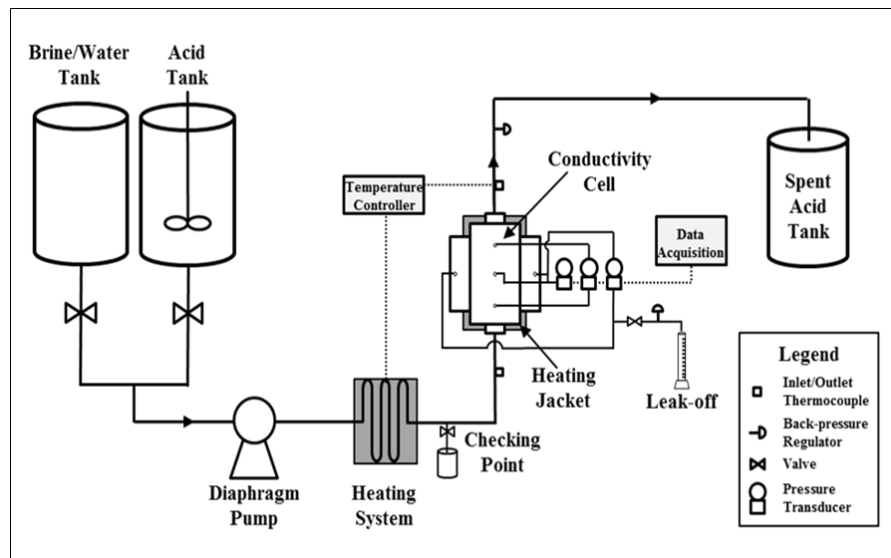 Brine/Water
Tank
Acid
Tank
Temperature
Controller
Conductivity
Cell
Spent
Acid
Tank
Data
Acquisition
Heating
Jacket
Leak-off
Checking
Point
Diaphragm
Pump
Heating
System
Legend
Inlet/Outlet
Thermocouple
Back-pressure
Regulator
Valve
Pressure
Transducer